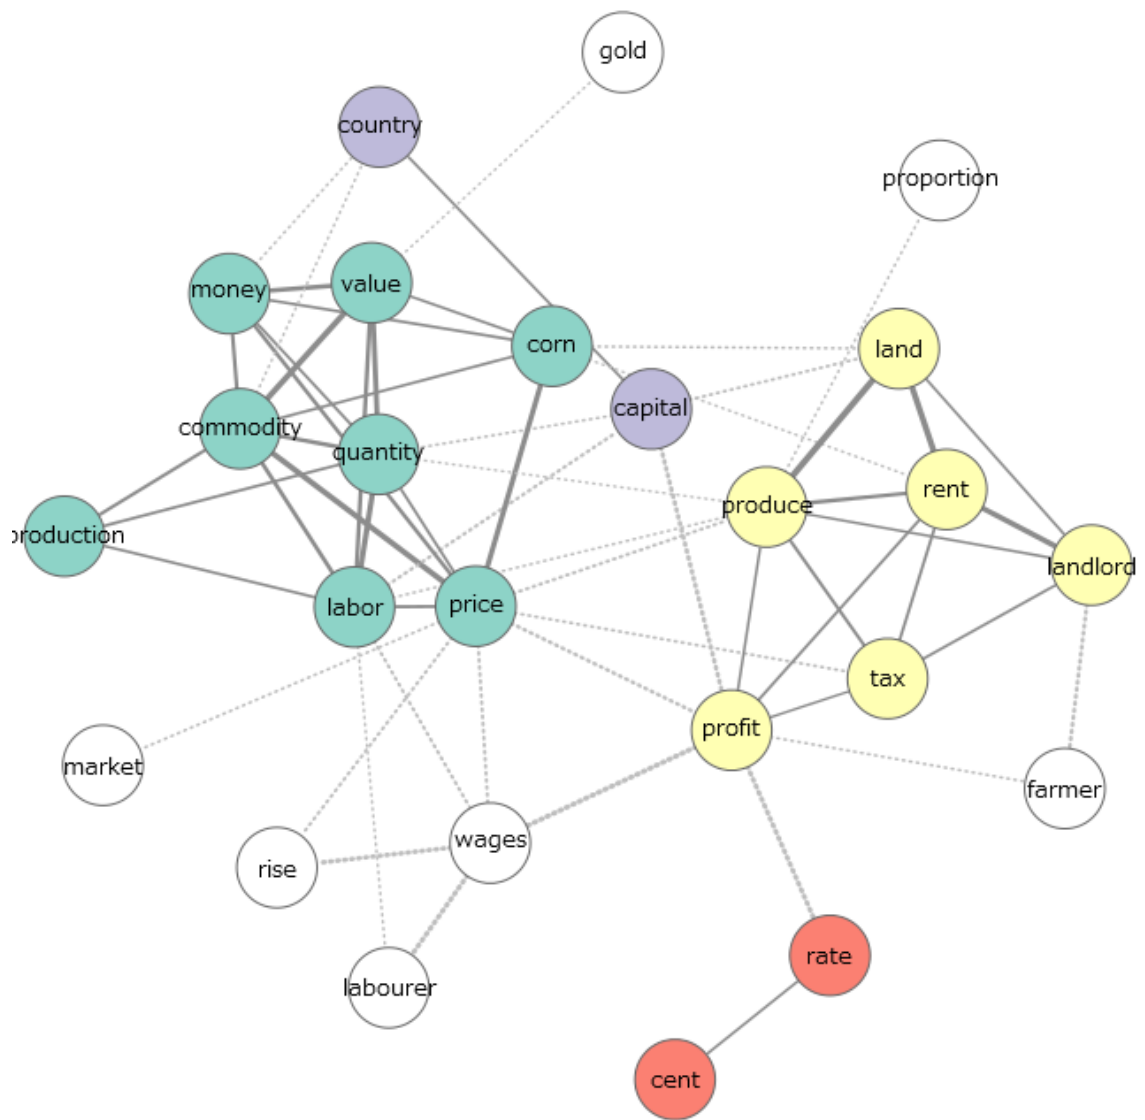 gold
country
proportion
money
value
corn
land
capital
commodity
quantity
produce
rent
production
landlord
labor
price
tax
profit
market
farmer
wages
rise
labourer
rate
cent